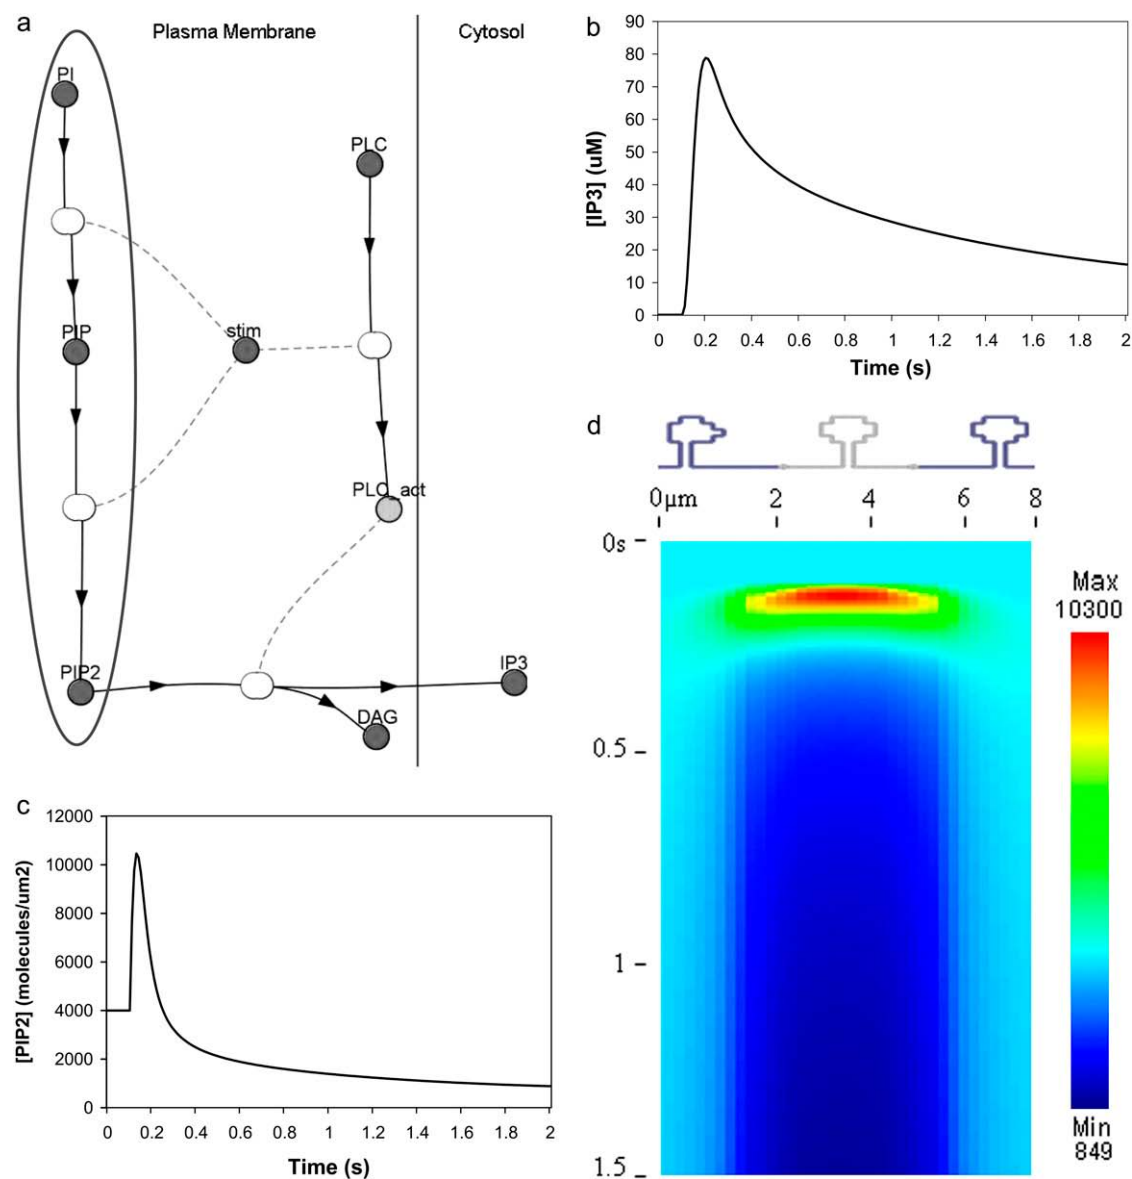 a
Plasma Membrane
Cytosol
PI
PLC
PIP
stim
PLC_act
PIP2
IP3
DAG
b
90
80
70
60
50
40
30
20
10
0
[IP3] (uM)
0 0.2 0.4 0.6 0.8 1 1.2 1.4 1.6 1.8 2
Time (s)
c
12000
10000
8000
6000
4000
2000
0
[PIP2] (molecules/um2)
0 0.2 0.4 0.6 0.8 1 1.2 1.4 1.6 1.8 2
Time (s)
d
0μm 2 4 6 8
0s
0.5
1
1.5
Max
10300
Min
849